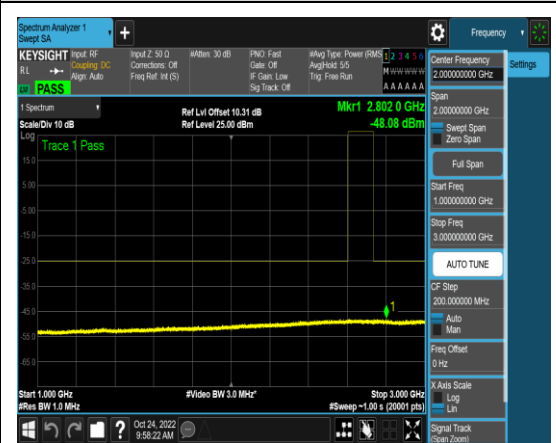 Spectrum Analyzer 1
Swept SA
+
Frequency
KEYSIGHT
R L
Input: RF
Coupling: DC
Align: Auto
Input Z: 50 Ω
Corrections: Off
Freq Ref: Int (S)
#Atten: 30 dB
PNO: Fast
Gate: Off
IF Gain: Low
Sig Track: Off
#Avg Type: Power (RMS
Avg|Hold: 5/5
Trig: Free Run
1 2 3 4 5 6
M W W W W W
A A A A A A
PASS
1 Spectrum
Scale/Div 10 dB
Ref Lvl Offset 10.31 dB
Ref Level 25.00 dBm
Mkr1 2.802 0 GHz
-48.08 dBm
Log
Trace 1 Pass
15.0
5.00
-5.00
-15.0
-25.0
-35.0
-45.0
-55.0
-65.0
1
Start 1.000 GHz
#Res BW 1.0 MHz
#Video BW 3.0 MHz*
Stop 3.000 GHz
#Sweep ~1.00 s (20001 pts)
Center Frequency
2.000000000 GHz
Settings
Span
2.00000000 GHz
Swept Span
Zero Span
Full Span
Start Freq
1.000000000 GHz
Stop Freq
3.000000000 GHz
AUTO TUNE
CF Step
200.000000 MHz
Auto
Man
Freq Offset
0 Hz
X Axis Scale
Log
Lin
Signal Track
(Span Zoom)
?
Oct 24, 2022
9:58:22 AM